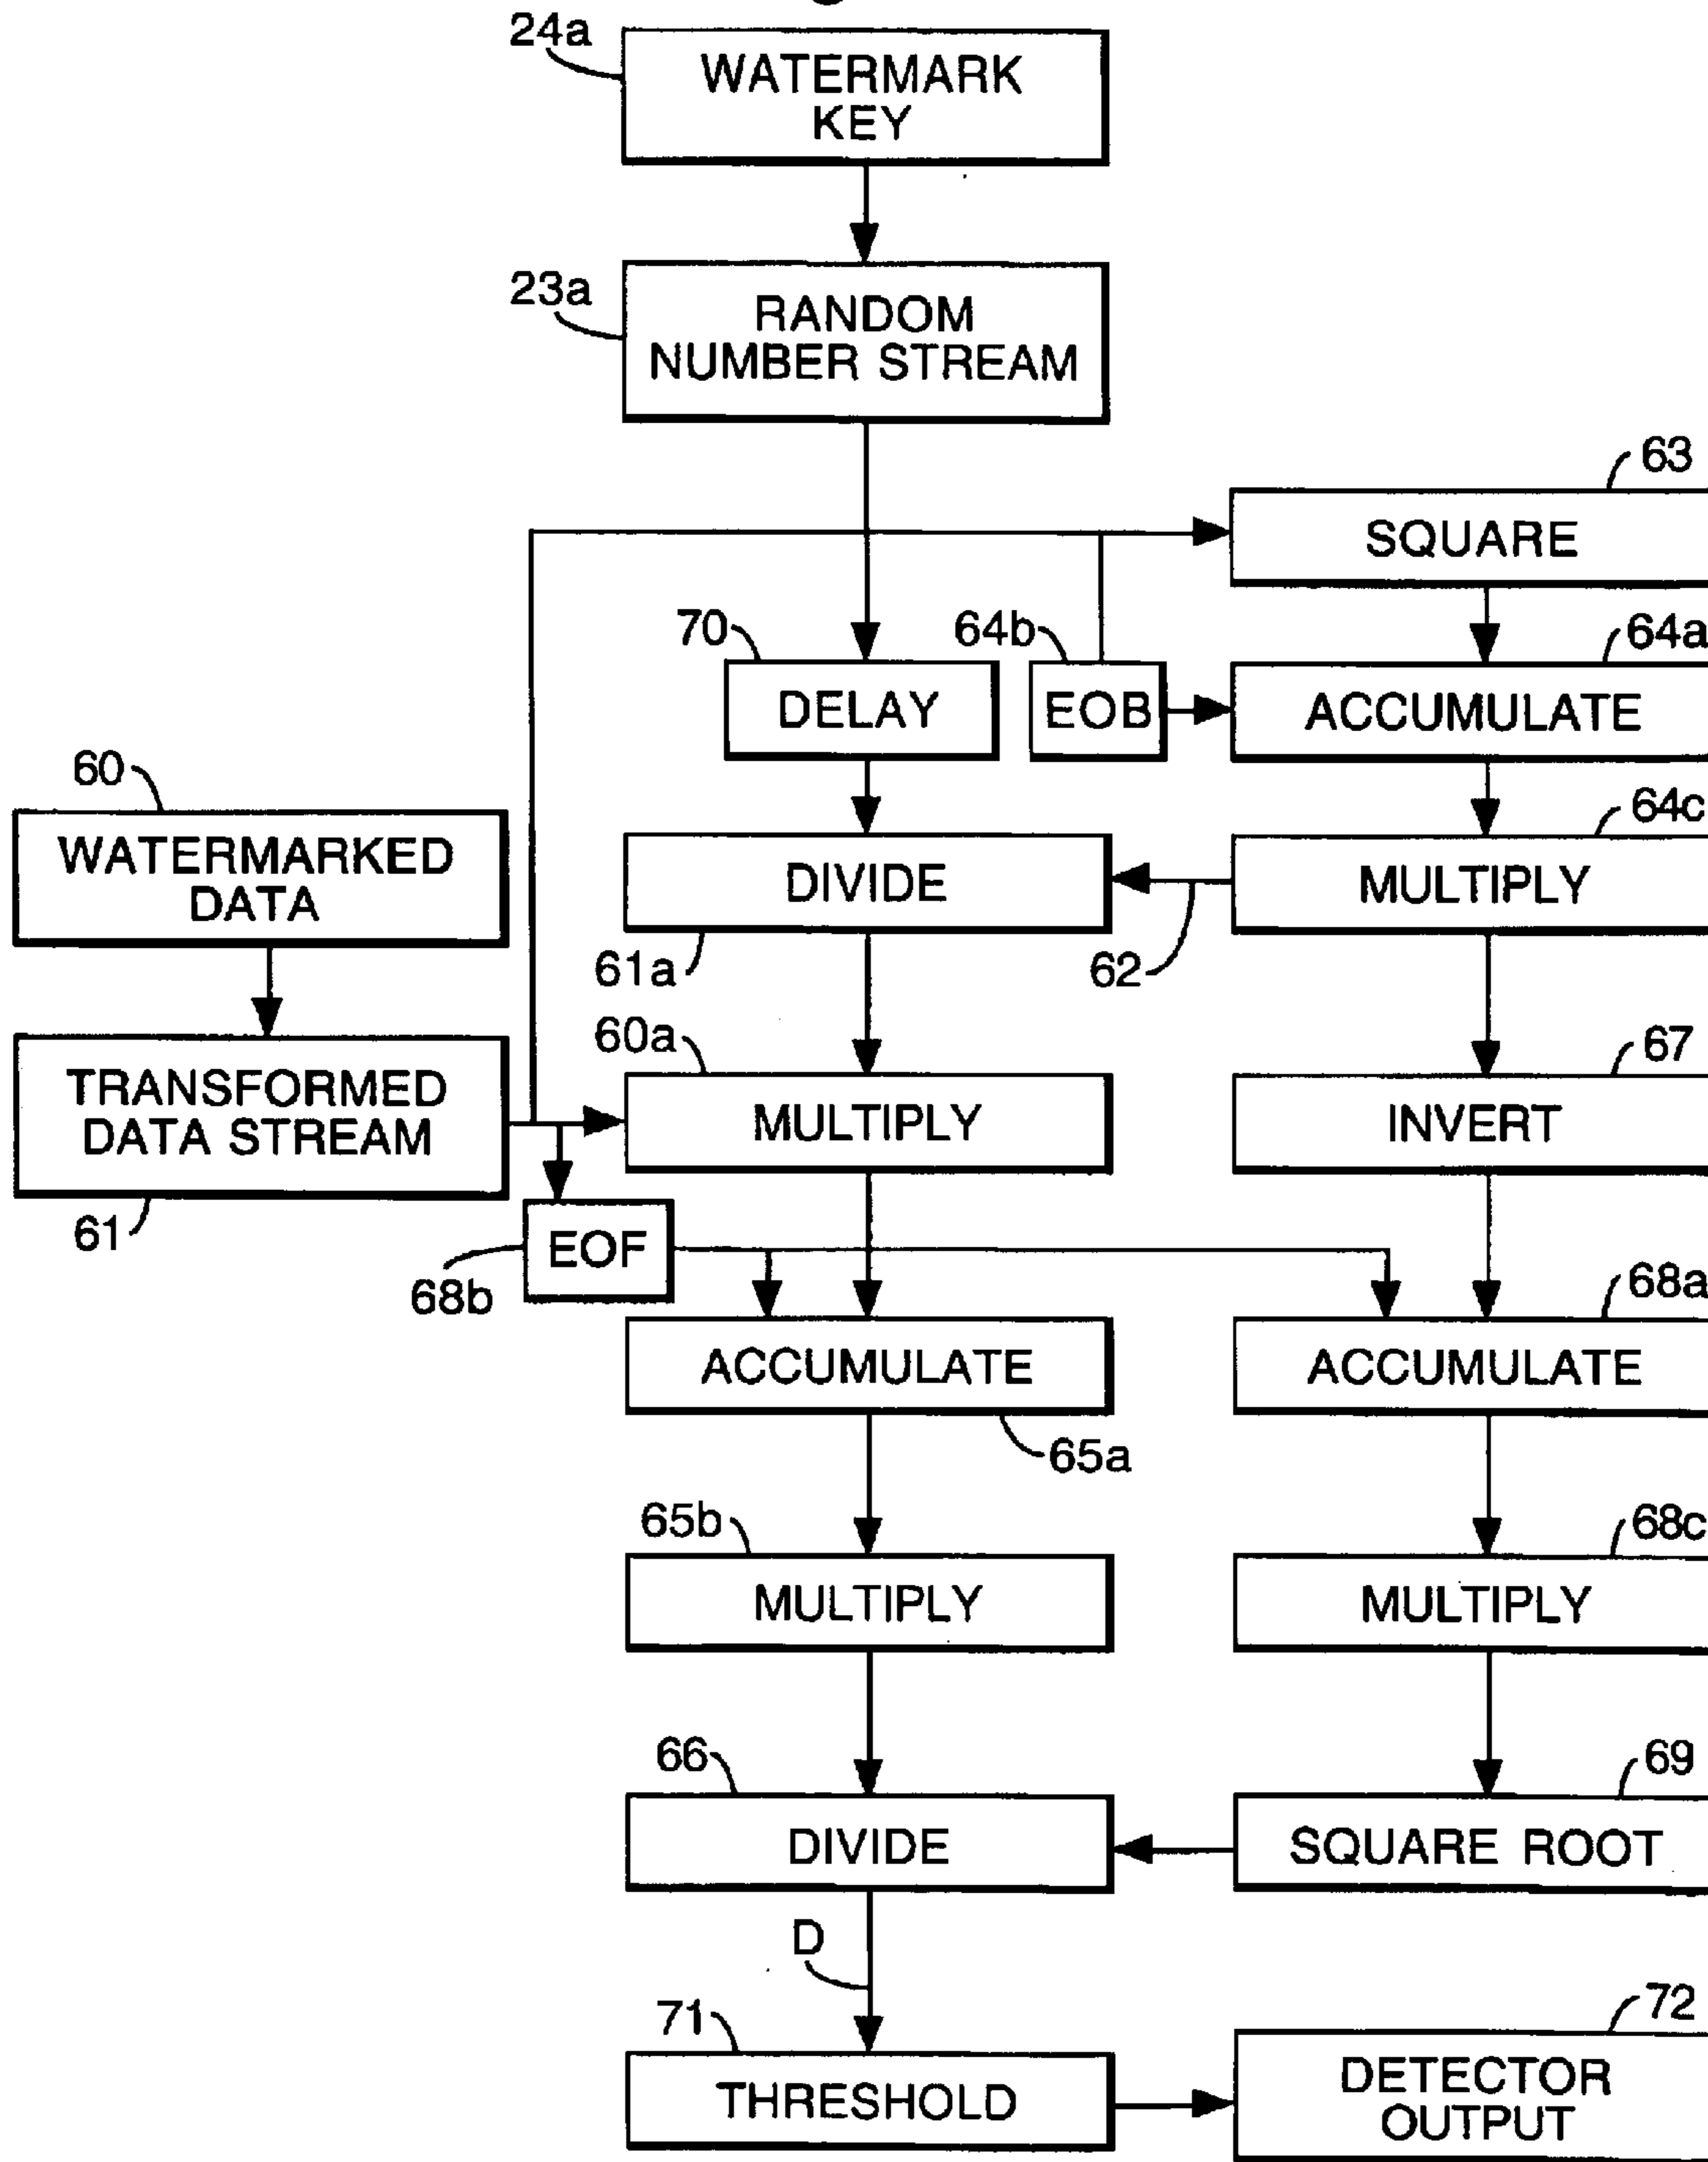 24a
WATERMARK
KEY
23a
RANDOM
NUMBER STREAM
63
SQUARE
70
64b
64a
DELAY
EOB
ACCUMULATE
60
64c
WATERMARKED
DATA
DIVIDE
MULTIPLY
61a
62
60a
67
TRANSFORMED
DATA STREAM
MULTIPLY
INVERT
61
EOF
68b
68a
ACCUMULATE
ACCUMULATE
65a
65b
68c
MULTIPLY
MULTIPLY
66
69
DIVIDE
SQUARE ROOT
D
71
72
THRESHOLD
DETECTOR
OUTPUT